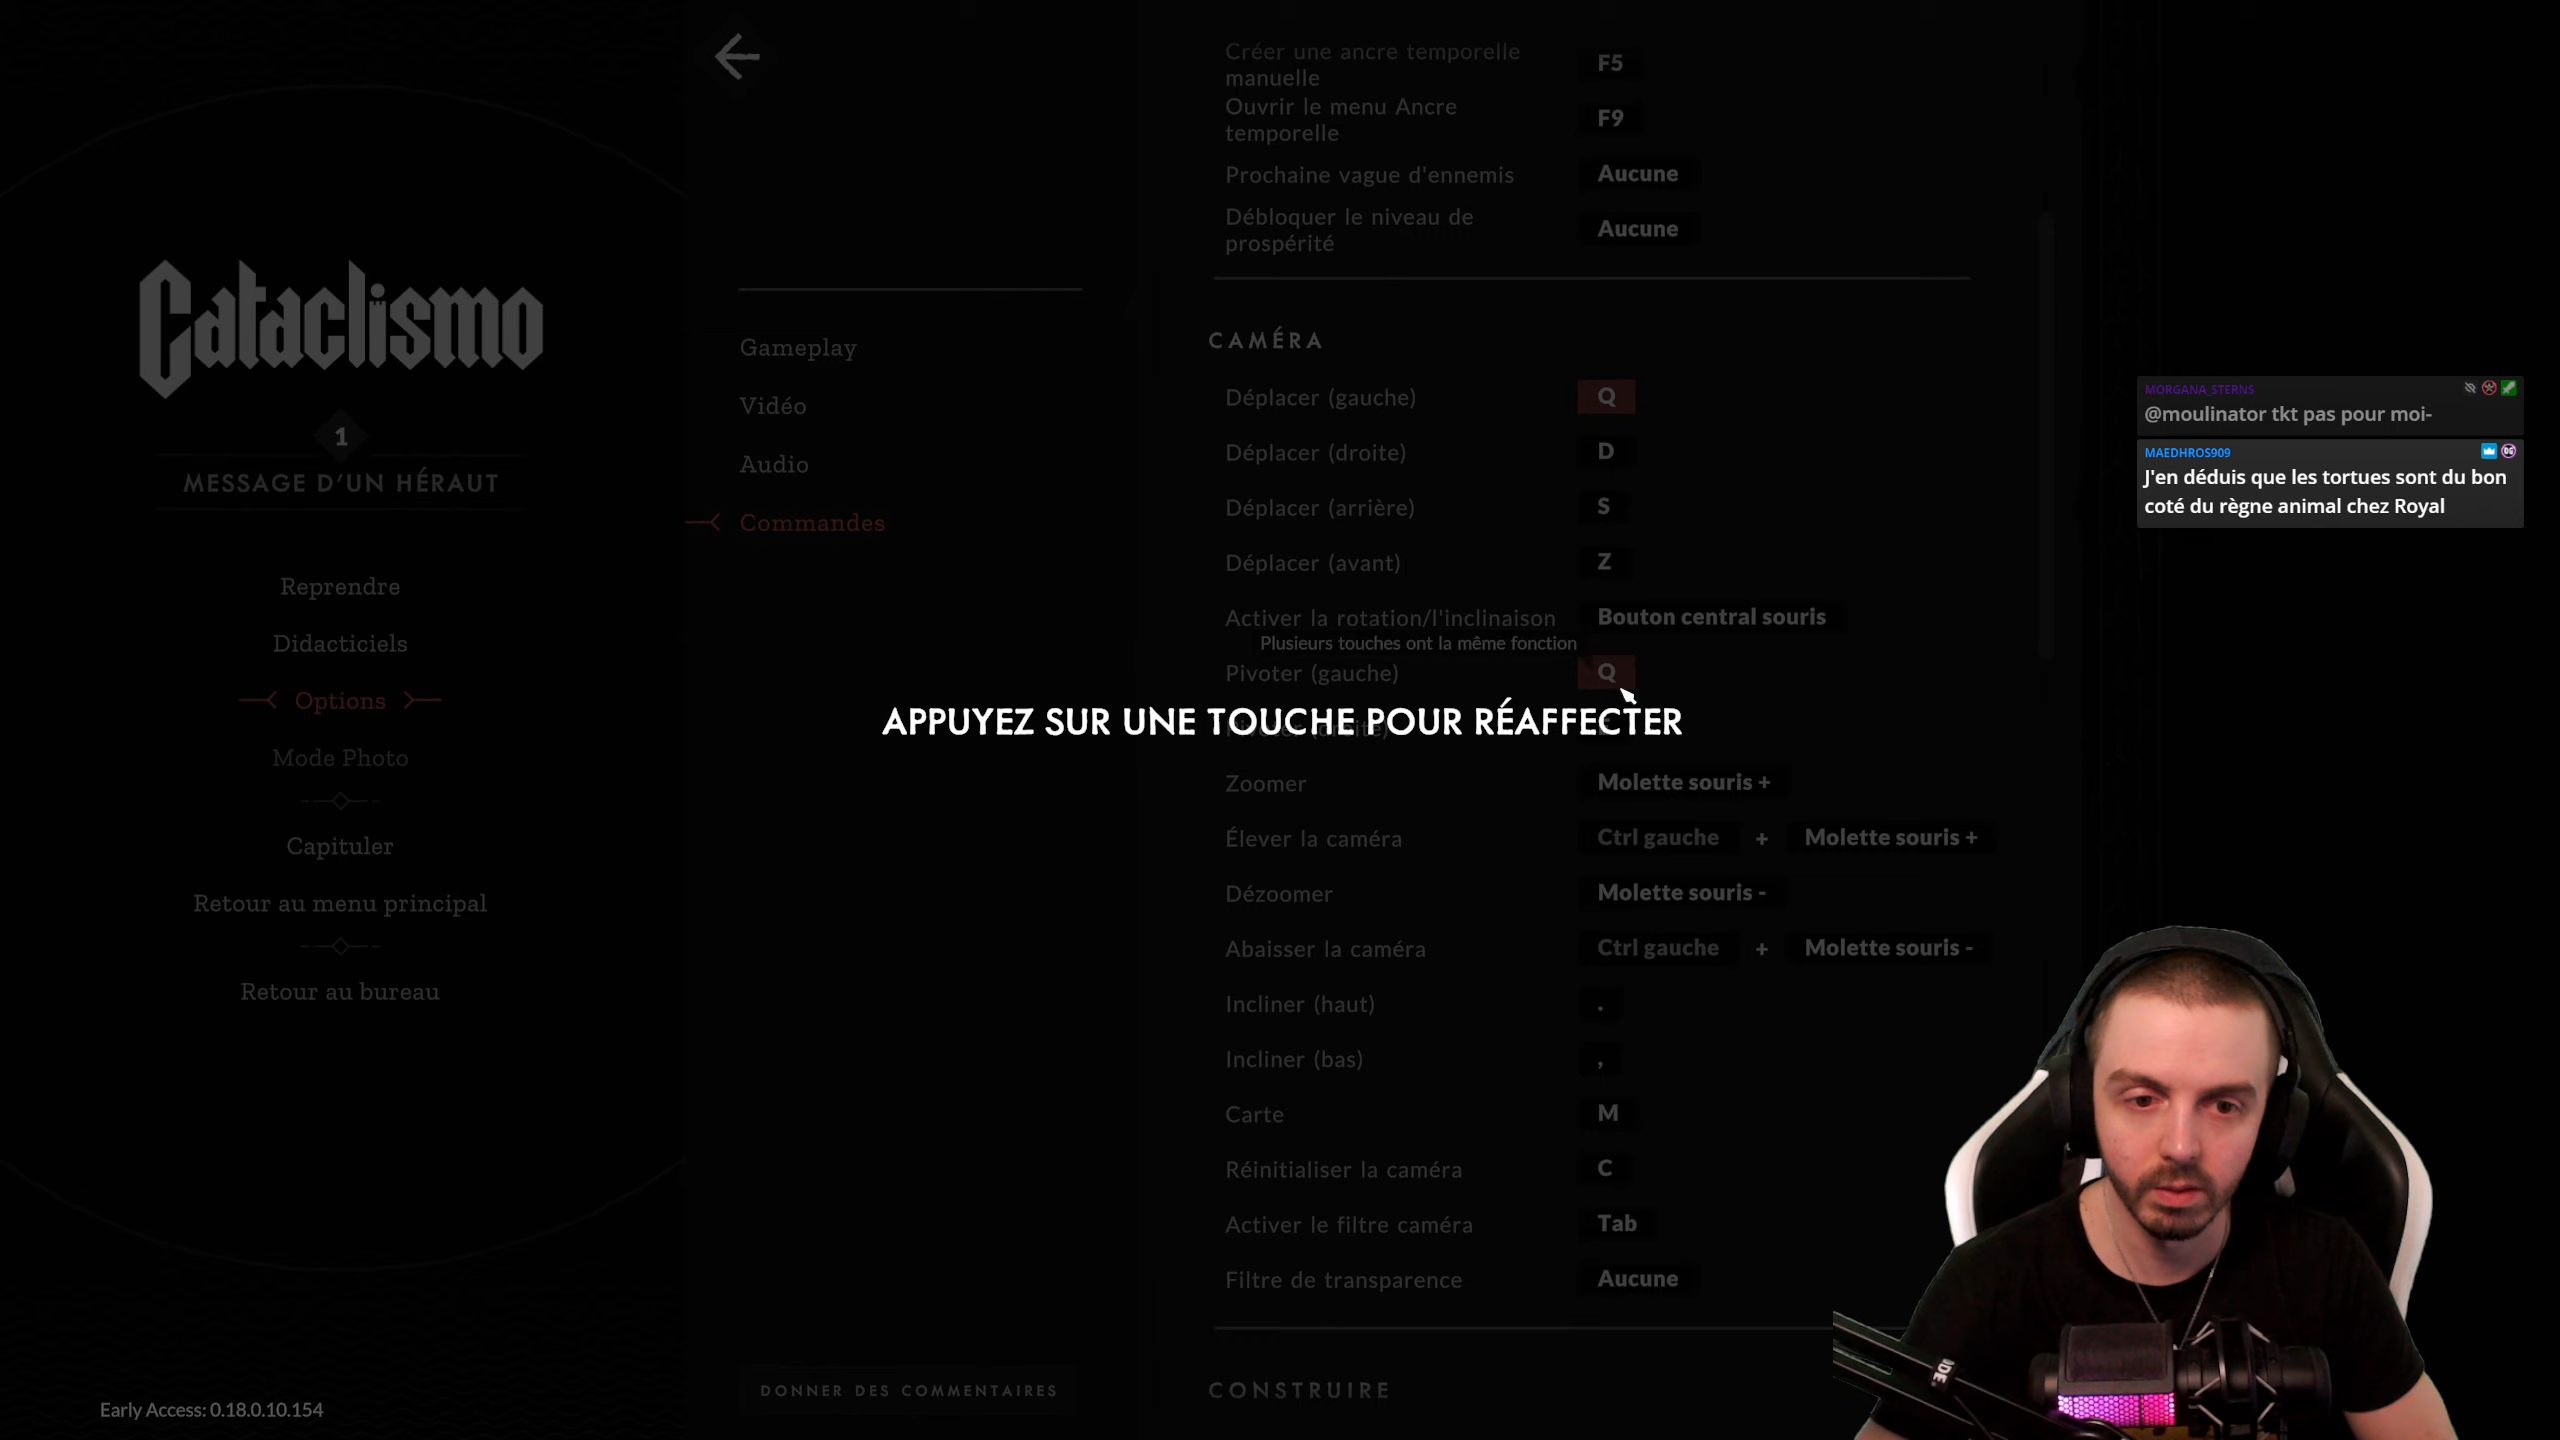 Cataclismo
1
MESSAGE D'UN HÉRAUT
Reprendre
Didacticiels
Options
Mode Photo
Capituler
Retour au menu principal
Retour au bureau
Early Access: 0.18.0.10.154
Gameplay
Vidéo
Audio
Commandes
DONNER DES COMMENTAIRES
Créer une ancre temporelle
manuelle
F5
Ouvrir le menu Ancre
temporelle
F9
Prochaine vague d'ennemis
Aucune
Débloquer le niveau de
prospérité
Aucune
CAMÉRA
Déplacer (gauche)
Q
Déplacer (droite)
D
Déplacer (arrière)
S
Déplacer (avant)
Z
Activer la rotation/l'inclinaison
Bouton central souris
Plusieurs touches ont la même fonction
Pivoter (gauche)
Q
APPUYEZ SUR UNE TOUCHE POUR RÉAFFECTER
Pivoter (droite)
Zoomer
Molette souris +
Élever la caméra
Ctrl gauche + Molette souris +
Dézoomer
Molette souris -
Abaisser la caméra
Ctrl gauche + Molette souris -
Incliner (haut)
.
Incliner (bas)
,
Carte
M
Réinitialiser la caméra
C
Activer le filtre caméra
Tab
Filtre de transparence
Aucune
CONSTRUIRE
MORGANA_STERNS
@moulinator tkt pas pour moi-
MAEDHROS909
J'en déduis que les tortues sont du bon
coté du règne animal chez Royal